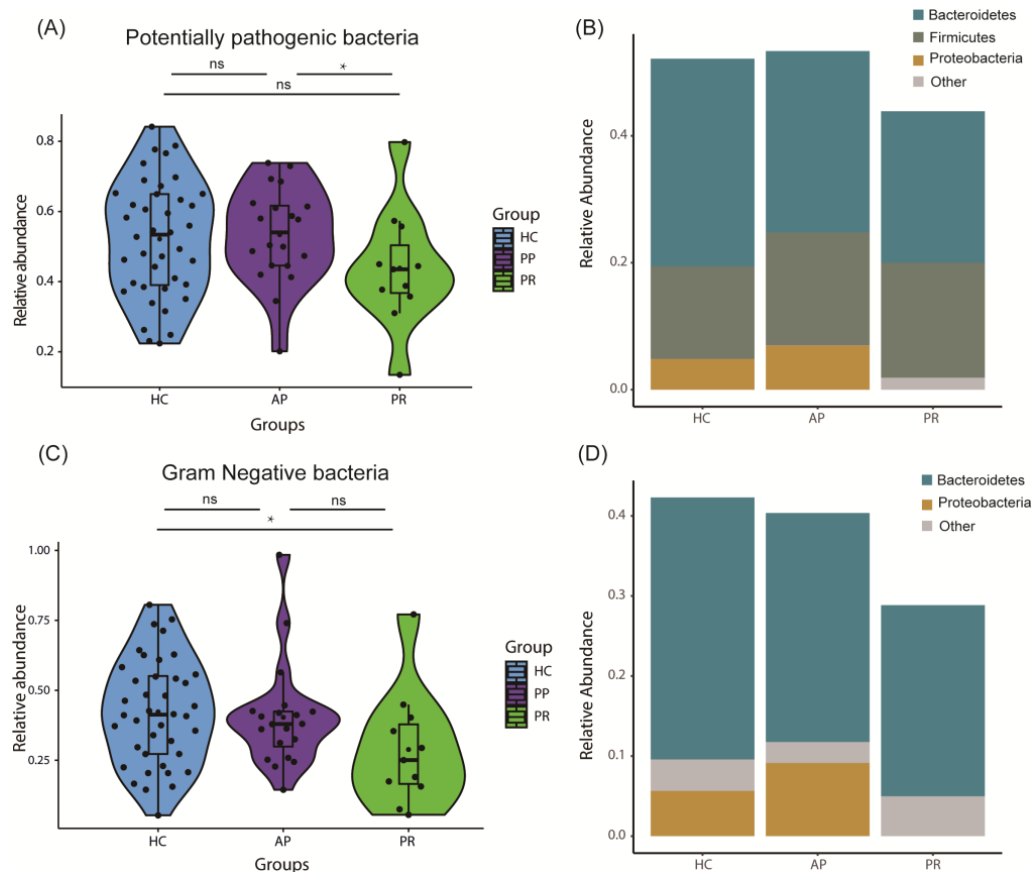 (A)
Potentially pathogenic bacteria
ns
*
ns
Relative abundance
0.8
0.6
0.4
0.2
HC
AP
PR
Groups
Group
HC
PP
PR
(B)
Bacteroidetes
Firmicutes
Proteobacteria
Other
Relative Abundance
0.4
0.2
0.0
HC
AP
PR
(C)
Gram Negative bacteria
ns
ns
*
Relative abundance
1.00
0.75
0.50
0.25
HC
AP
PR
Groups
Group
HC
PP
PR
(D)
Bacteroidetes
Proteobacteria
Other
Relative Abundance
0.4
0.3
0.2
0.1
0.0
HC
AP
PR